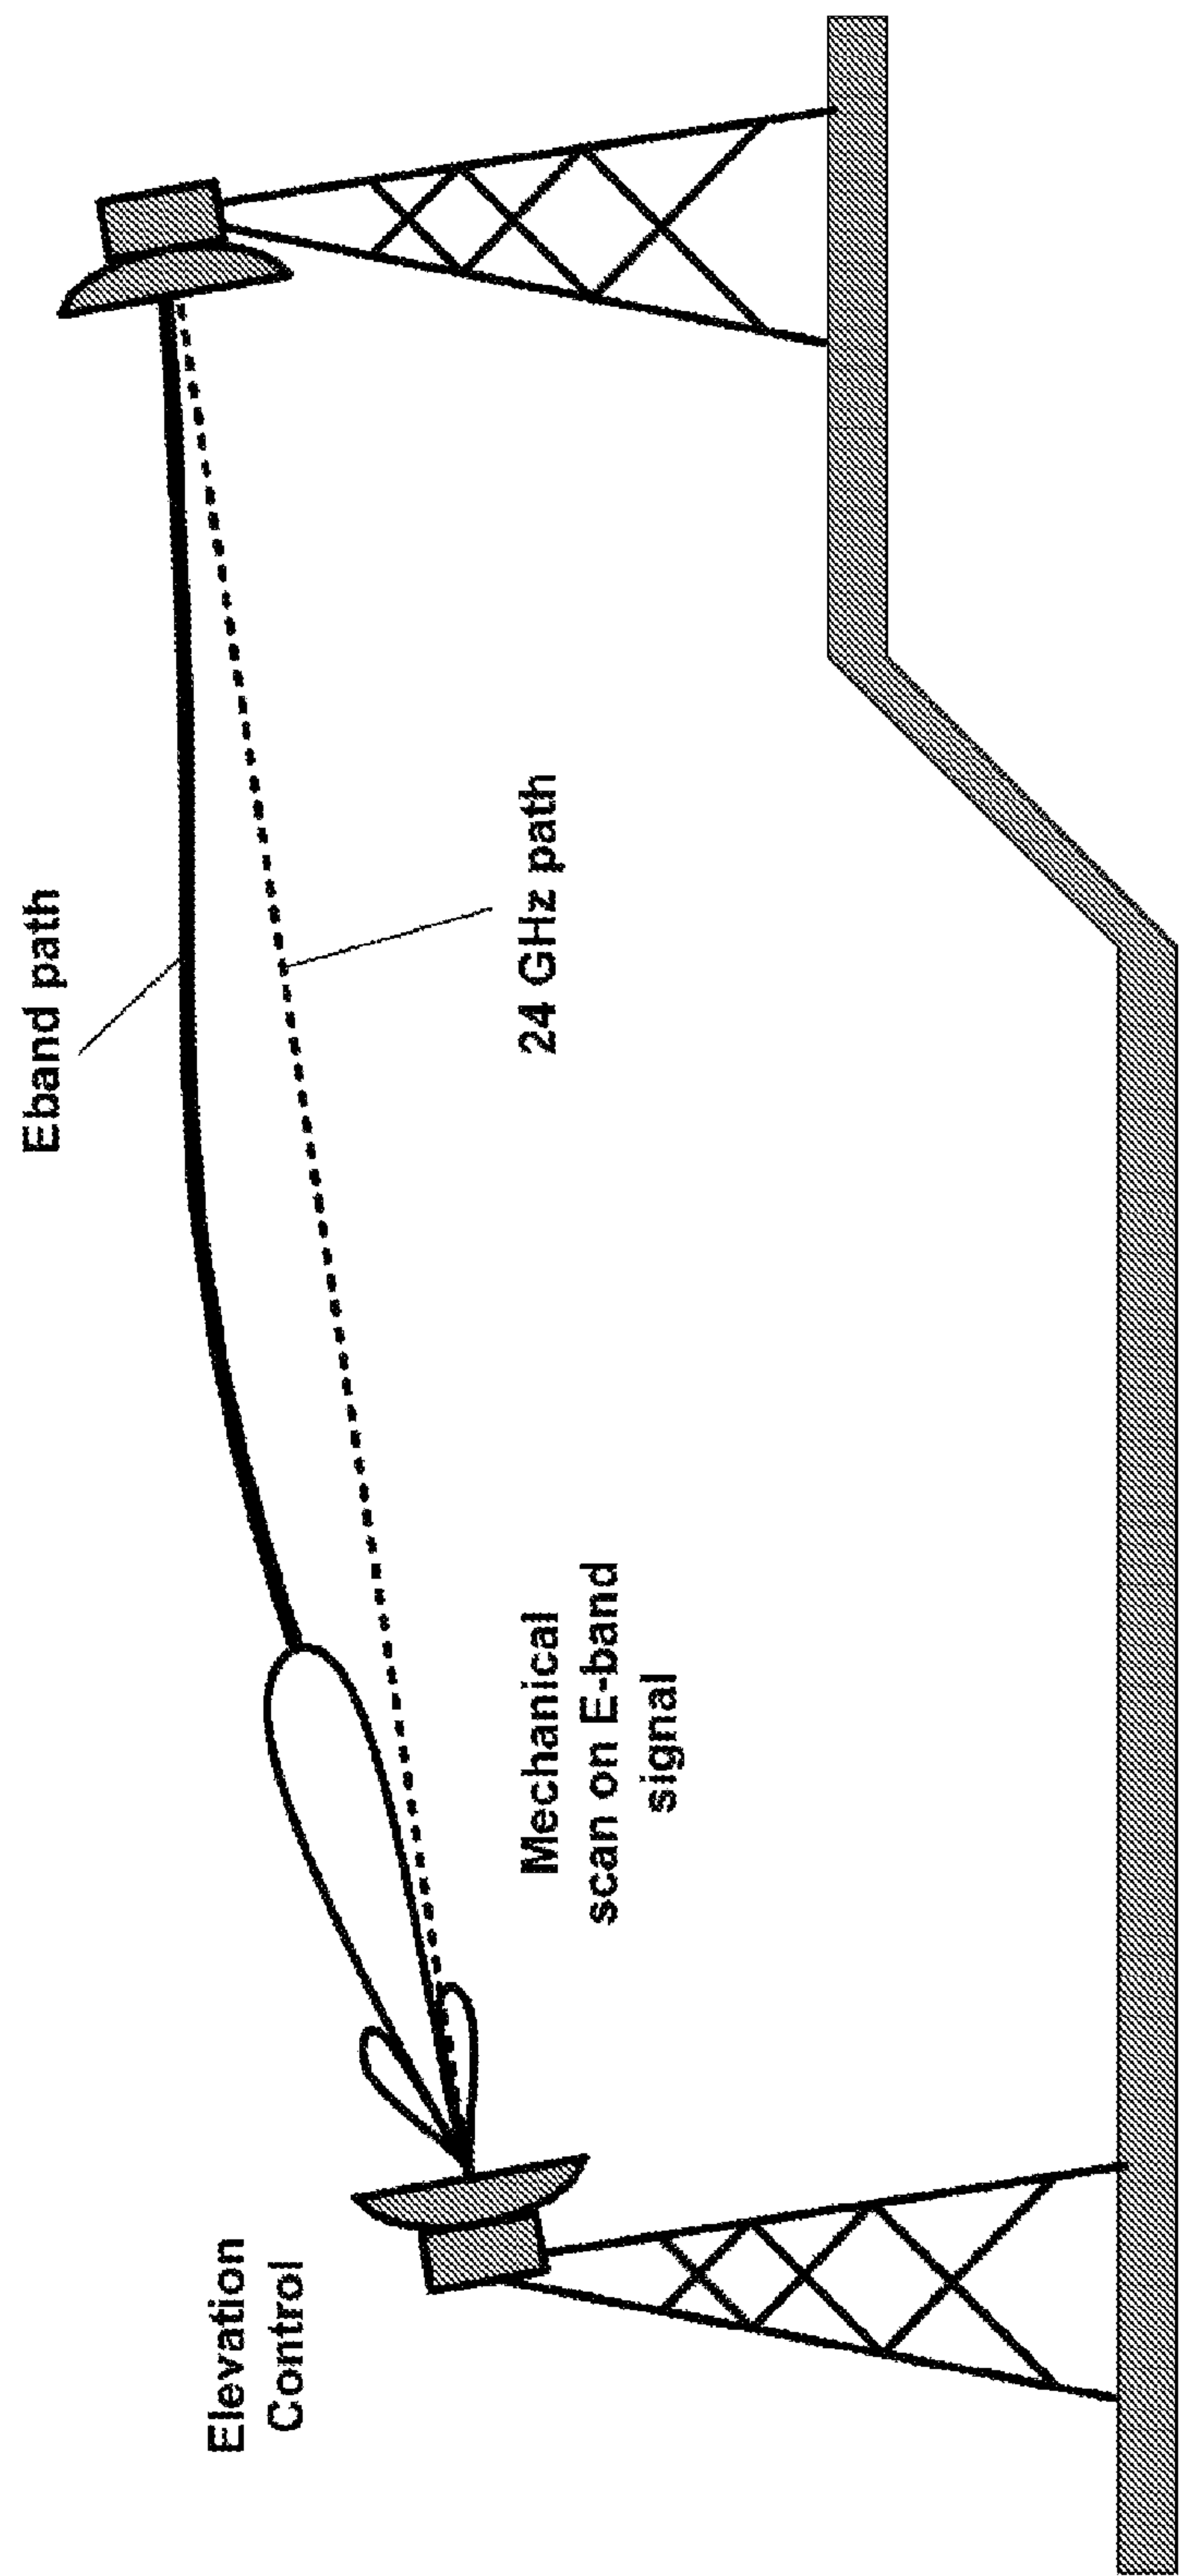 Elevation
Control
Eband path
24 GHz path
Mechanical
scan on E-band
signal